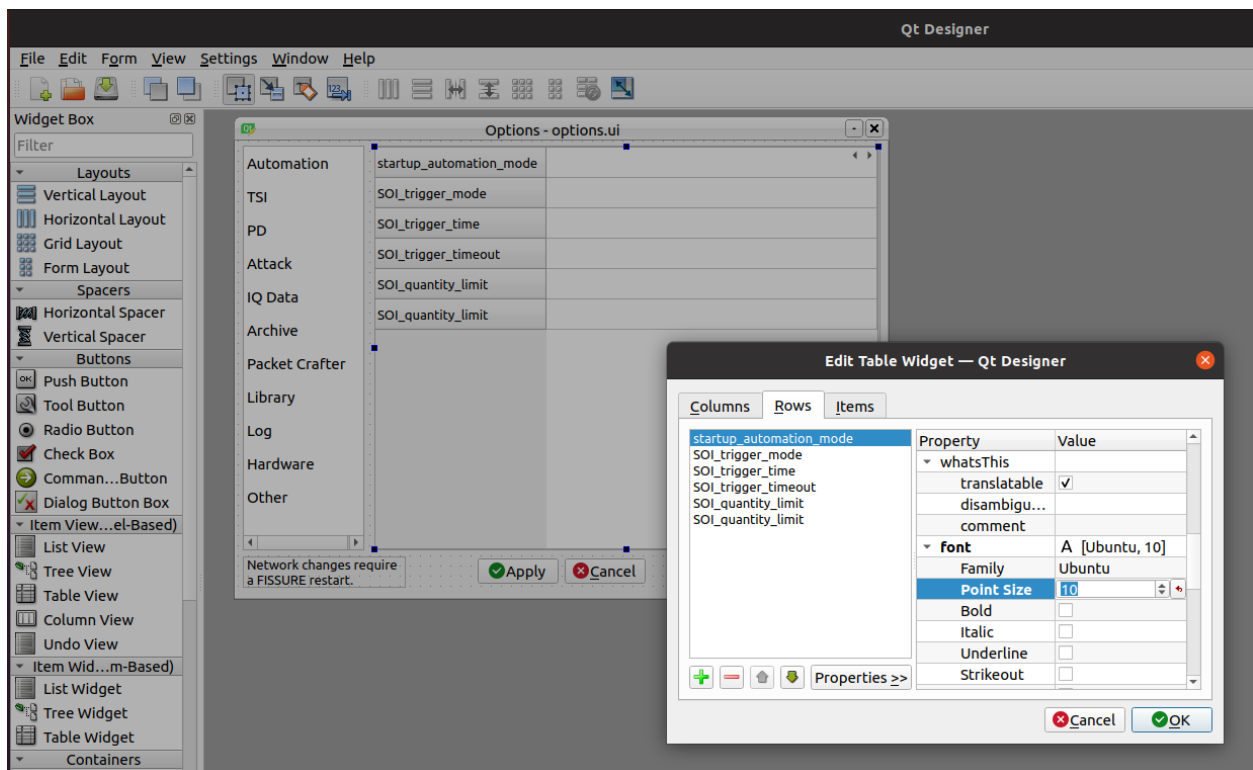 Qt Designer
File Edit Form View Settings Window Help
Widget Box
Filter
Layouts
Vertical Layout
Horizontal Layout
Grid Layout
Form Layout
Spacers
Horizontal Spacer
Vertical Spacer
Buttons
Push Button
Tool Button
Radio Button
Check Box
Comman...Button
Dialog Button Box
Item View...el-Based)
List View
Tree View
Table View
Column View
Undo View
Item Wid...m-Based)
List Widget
Tree Widget
Table Widget
Containers
Options - options.ui
Automation
TSI
PD
Attack
IQ Data
Archive
Packet Crafter
Library
Log
Hardware
Other
startup_automation_mode
SOI_trigger_mode
SOI_trigger_time
SOI_trigger_timeout
SOI_quantity_limit
SOI_quantity_limit
Network changes require
a FISSURE restart.
Apply
Cancel
Edit Table Widget — Qt Designer
Columns Rows Items
startup_automation_mode
SOI_trigger_mode
SOI_trigger_time
SOI_trigger_timeout
SOI_quantity_limit
SOI_quantity_limit
Properties >>
Property Value
whatsThis
translatable
disambigu...
comment
font A [Ubuntu, 10]
Family Ubuntu
Point Size 10
Bold
Italic
Underline
Strikeout
Cancel
OK